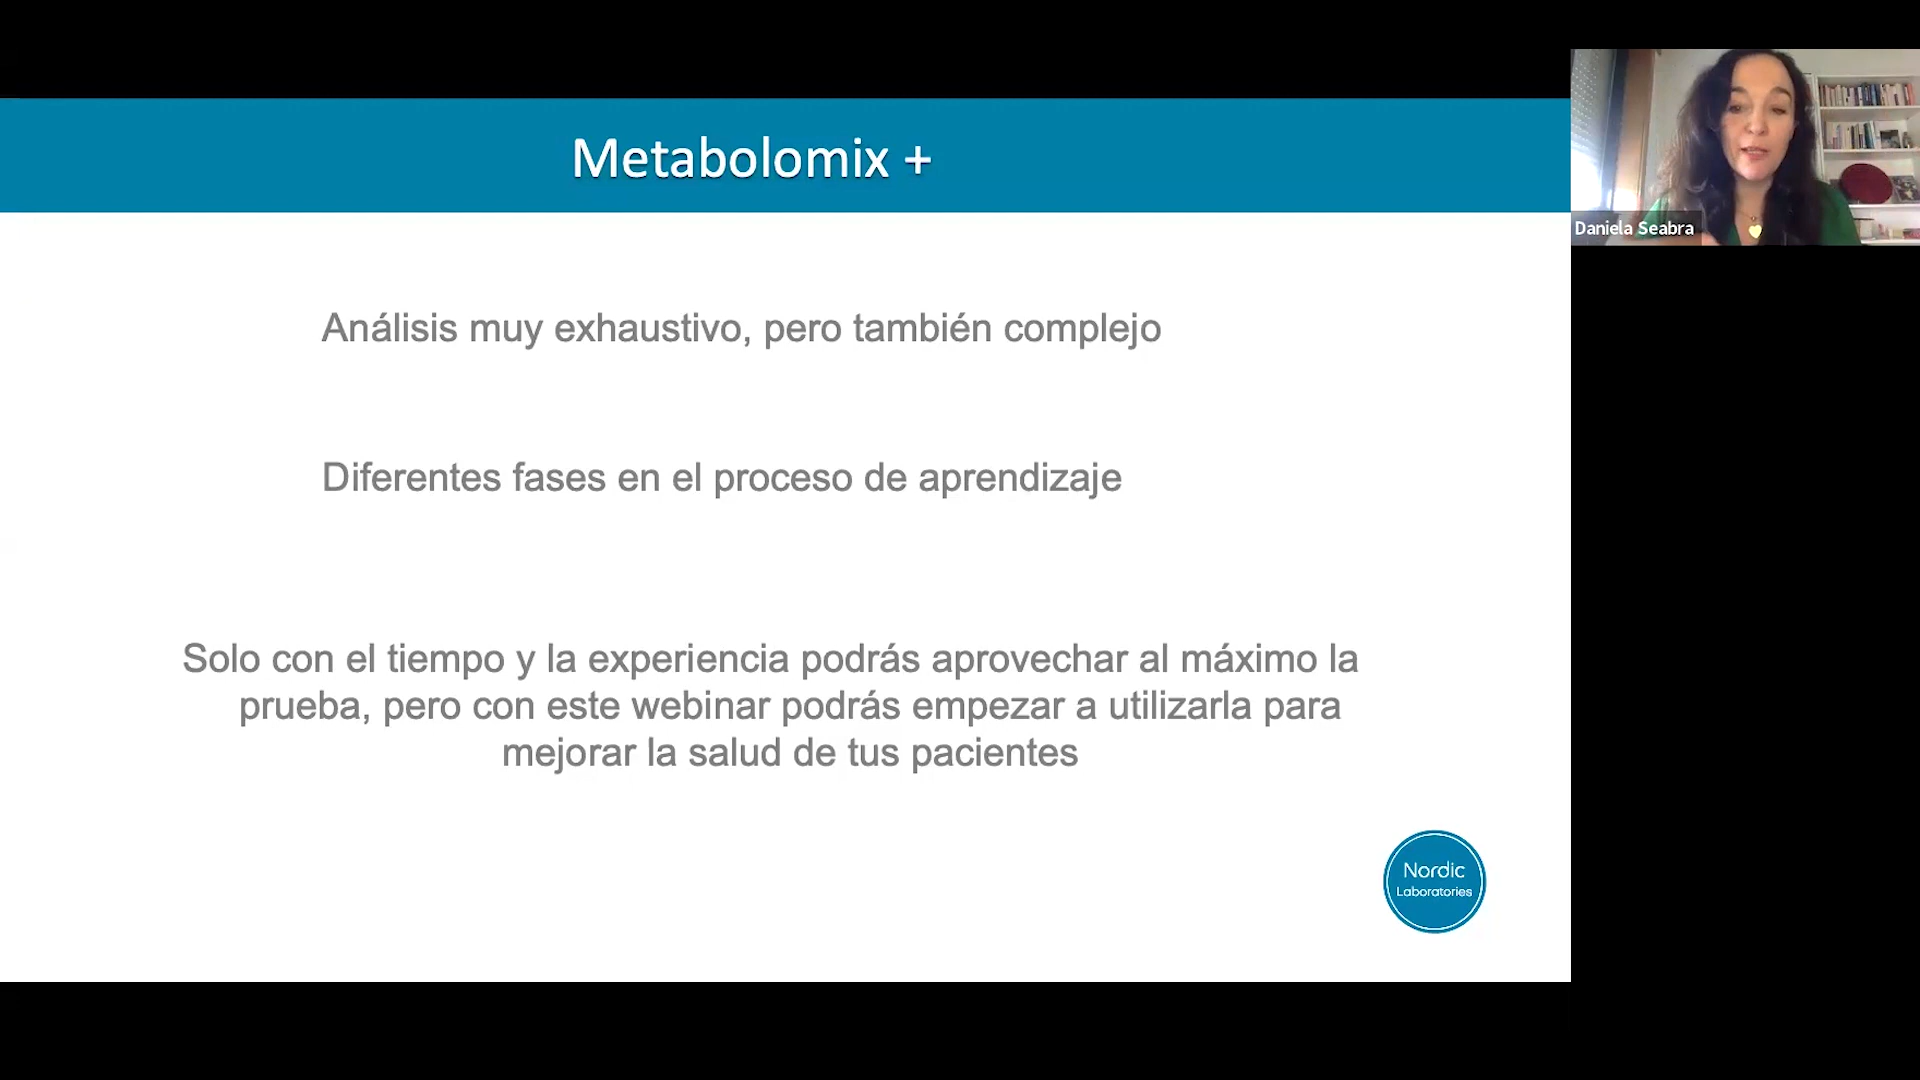 Metabolomix +
Daniela Seabra
Análisis muy exhaustivo, pero también complejo
Diferentes fases en el proceso de aprendizaje
Solo con el tiempo y la experiencia podrás aprovechar al máximo la
prueba, pero con este webinar podrás empezar a utilizarla para
mejorar la salud de tus pacientes
Nordic
Laboratories